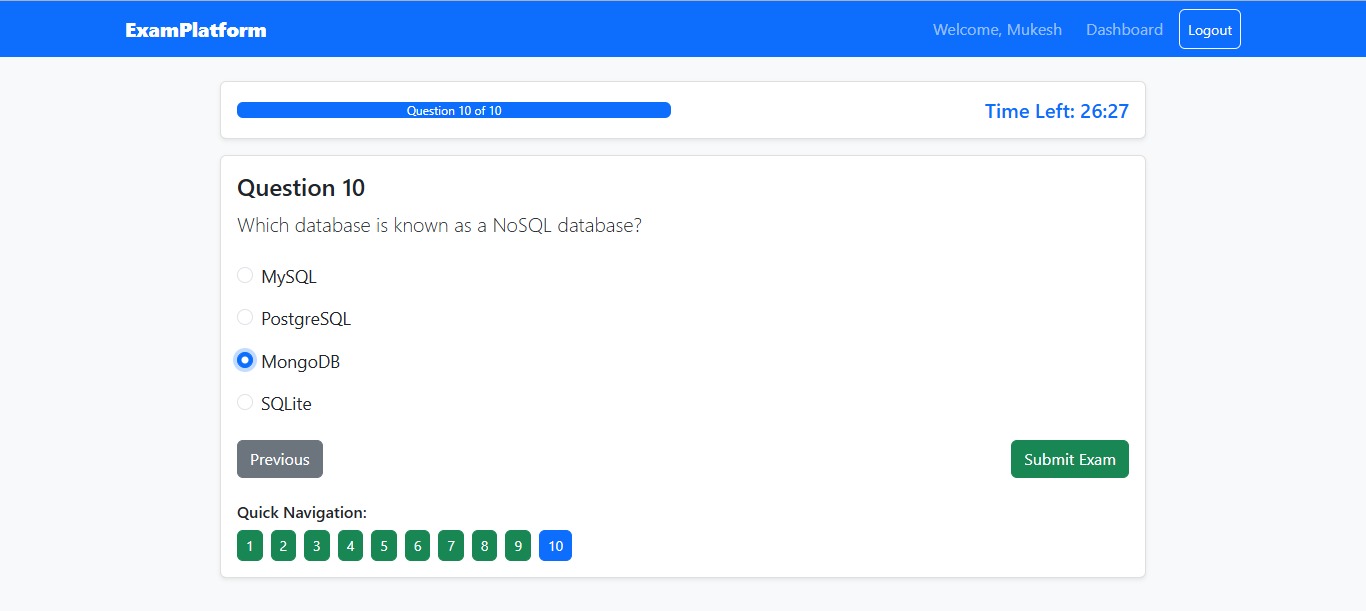 ExamPlatform
Welcome, Mukesh Dashboard Logout
Question 10 of 10
Time Left: 26:27
Question 10
Which database is known as a NoSQL database?
MySQL
PostgreSQL
MongoDB
SQLite
Previous
Submit Exam
Quick Navigation:
1 2 3 4 5 6 7 8 9 10